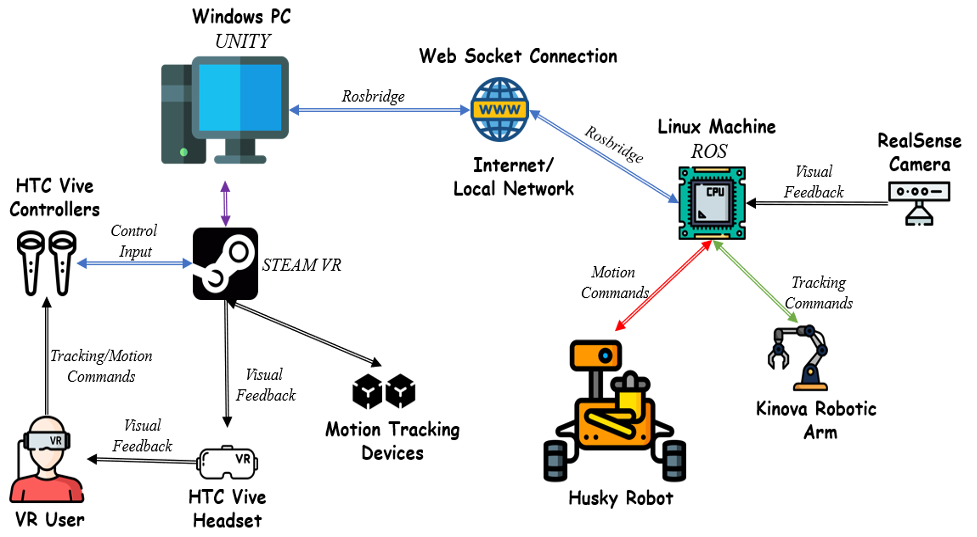 Windows PC
UNITY
Web Socket Connection
Rosbridge
WWW
Rosbridge
Internet/
Local Network
Linux Machine
ROS
CPU
RealSense
Camera
Visual
Feedback
HTC Vive
Controllers
Control
Input
STEAM VR
Motion
Commands
Tracking
Commands
Tracking/Motion
Commands
Visual
Feedback
Motion Tracking
Devices
Kinova Robotic
Arm
Visual
Feedback
VR
VR
VR User
HTC Vive
Headset
Husky Robot